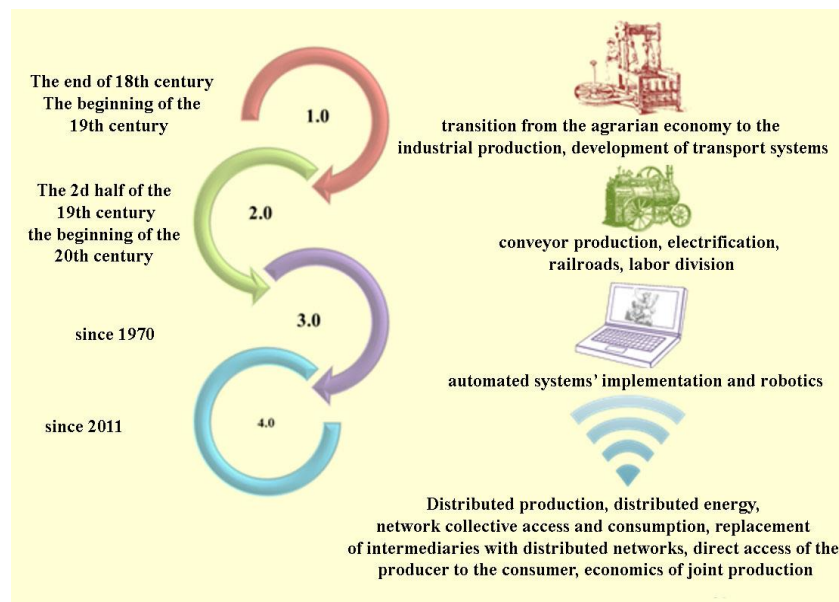 The end of 18th century
The beginning of the
19th century
1.0
transition from the agrarian economy to the
industrial production, development of transport systems
The 2d half of the
19th century
the beginning of the
20th century
2.0
conveyor production, electrification,
railroads, labor division
since 1970
3.0
automated systems’ implementation and robotics
since 2011
4.0
Distributed production, distributed energy,
network collective access and consumption, replacement
of intermediaries with distributed networks, direct access of the
producer to the consumer, economics of joint production